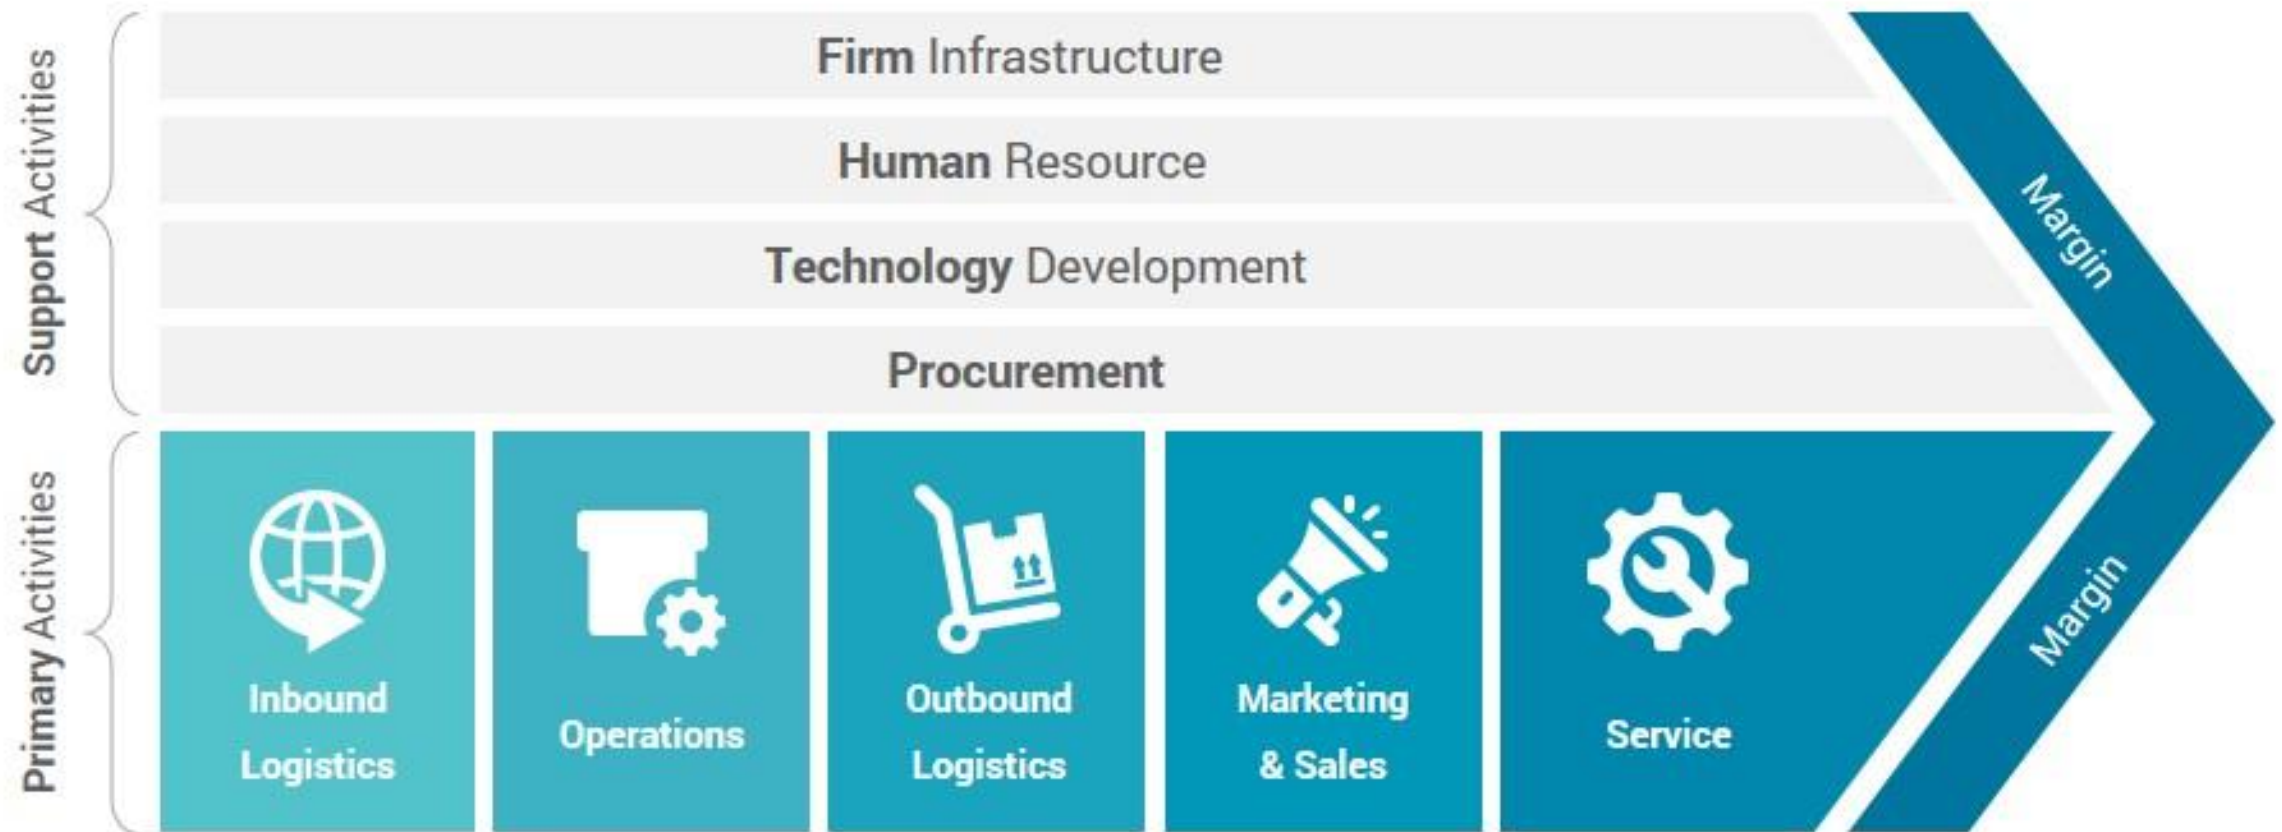 Support Activities
Firm Infrastructure
Human Resource
Technology Development
Procurement
Margin
Primary Activities
Inbound
Logistics
Operations
Outbound
Logistics
Marketing
& Sales
Service
Margin